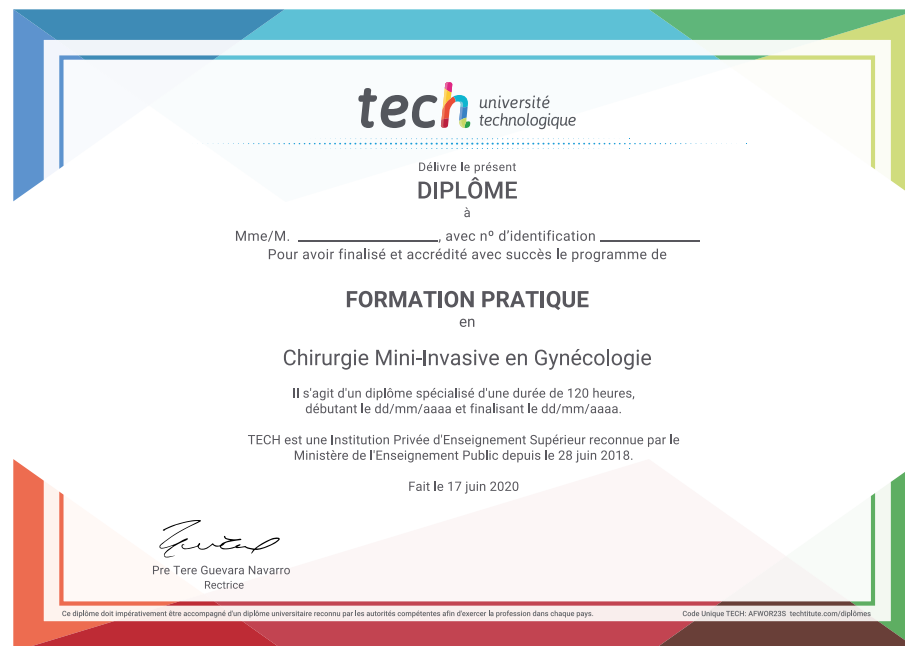 tech université
technologique
Délivre le présent
DIPLÔME
à
Mme/M. ____________________, avec nº d'identification ______________
Pour avoir finalisé et accrédité avec succès le programme de
FORMATION PRATIQUE
en
Chirurgie Mini-Invasive en Gynécologie
Il s'agit d'un diplôme spécialisé d'une durée de 120 heures,
débutant le dd/mm/aaaa et finalisant le dd/mm/aaaa.
TECH est une Institution Privée d'Enseignement Supérieur reconnue par le
Ministère de l'Enseignement Public depuis le 28 juin 2018.
Fait le 17 juin 2020
Pre Tere Guevara Navarro
Rectrice
Ce diplôme doit impérativement être accompagné d'un diplôme universitaire reconnu par les autorités compétentes afin d'exercer la profession dans chaque pays. Code Unique TECH: AFWOR23S techtitute.com/diplômes